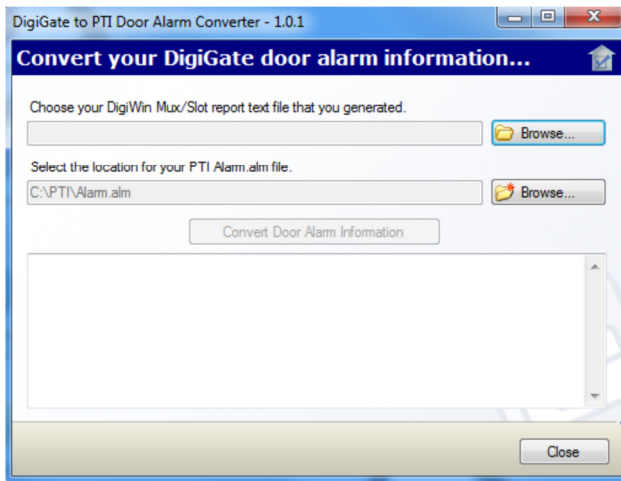 DigiGate to PTI Door Alarm Converter - 1.0.1
Convert your DigiGate door alarm information...
Choose your DigiWin Mux/Slot report text file that you generated.
Browse...
Select the location for your PTI Alarm.alm file.
C:\PTI\Alarm.alm
Browse...
Convert Door Alarm Information
Close